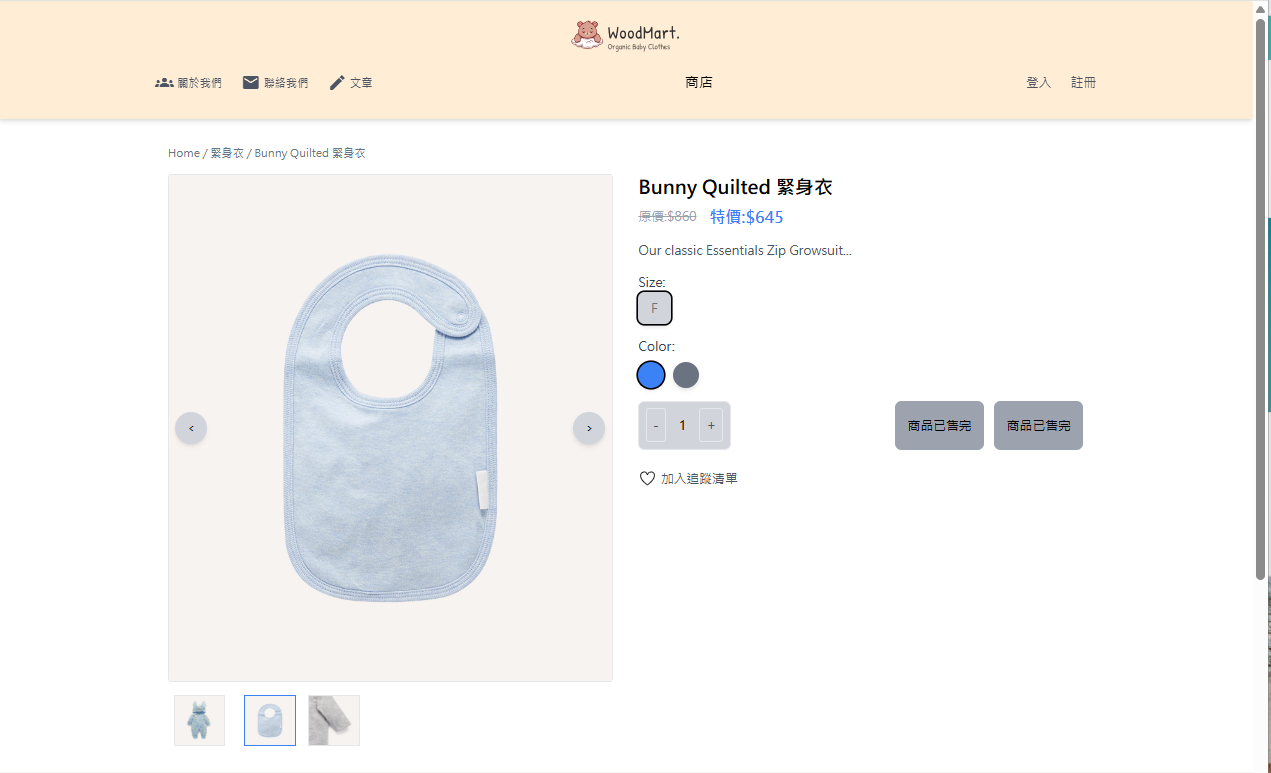 WoodMart.
Organic Baby Clothes
關於我們 聯絡我們 文章 商店 登入 註冊
Home / 緊身衣 / Bunny Quilted 緊身衣
Bunny Quilted 緊身衣
原價:$860 特價:$645
Our classic Essentials Zip Growsuit...
Size:
F
Color:
- 1 + 商品已售完 商品已售完
< >
加入追蹤清單